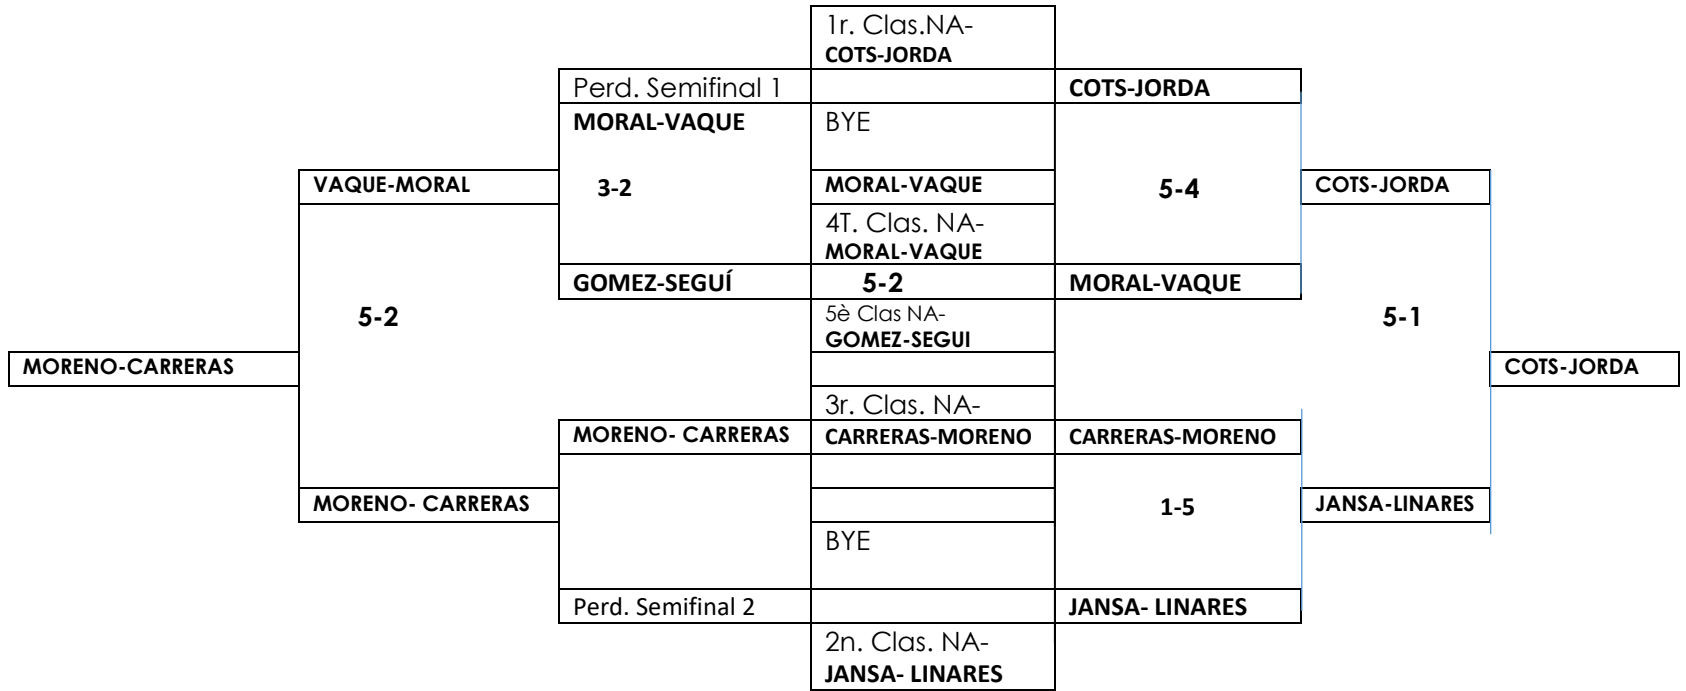 1r. Clas.NA-
COTS-JORDA
Perd. Semifinal 1
COTS-JORDA
MORAL-VAQUE
BYE
VAQUE-MORAL
3-2
MORAL-VAQUE
5-4
COTS-JORDA
4T. Clas. NA-
MORAL-VAQUE
GOMEZ-SEGUÍ
5-2
MORAL-VAQUE
5-2
5è Clas NA-
GOMEZ-SEGUI
5-1
MORENO-CARRERAS
COTS-JORDA
3r. Clas. NA-
MORENO- CARRERAS
CARRERAS-MORENO
CARRERAS-MORENO
MORENO- CARRERAS
1-5
JANSA-LINARES
BYE
Perd. Semifinal 2
JANSA- LINARES
2n. Clas. NA-
JANSA- LINARES